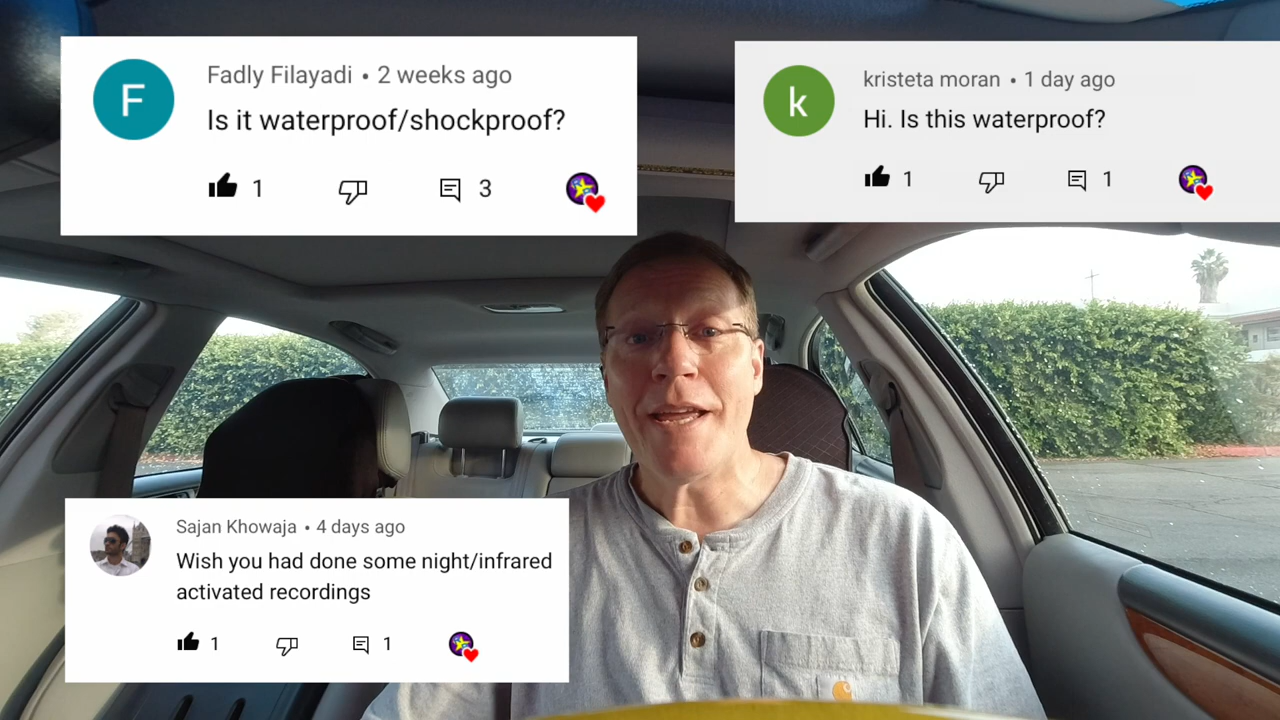 Fadly Filayadi • 2 weeks ago
Is it waterproof/shockproof?
1
3
kristeta moran • 1 day ago
Hi. Is this waterproof?
1
1
Sajan Khowaja • 4 days ago
Wish you had done some night/infrared
activated recordings
1
1
F
k